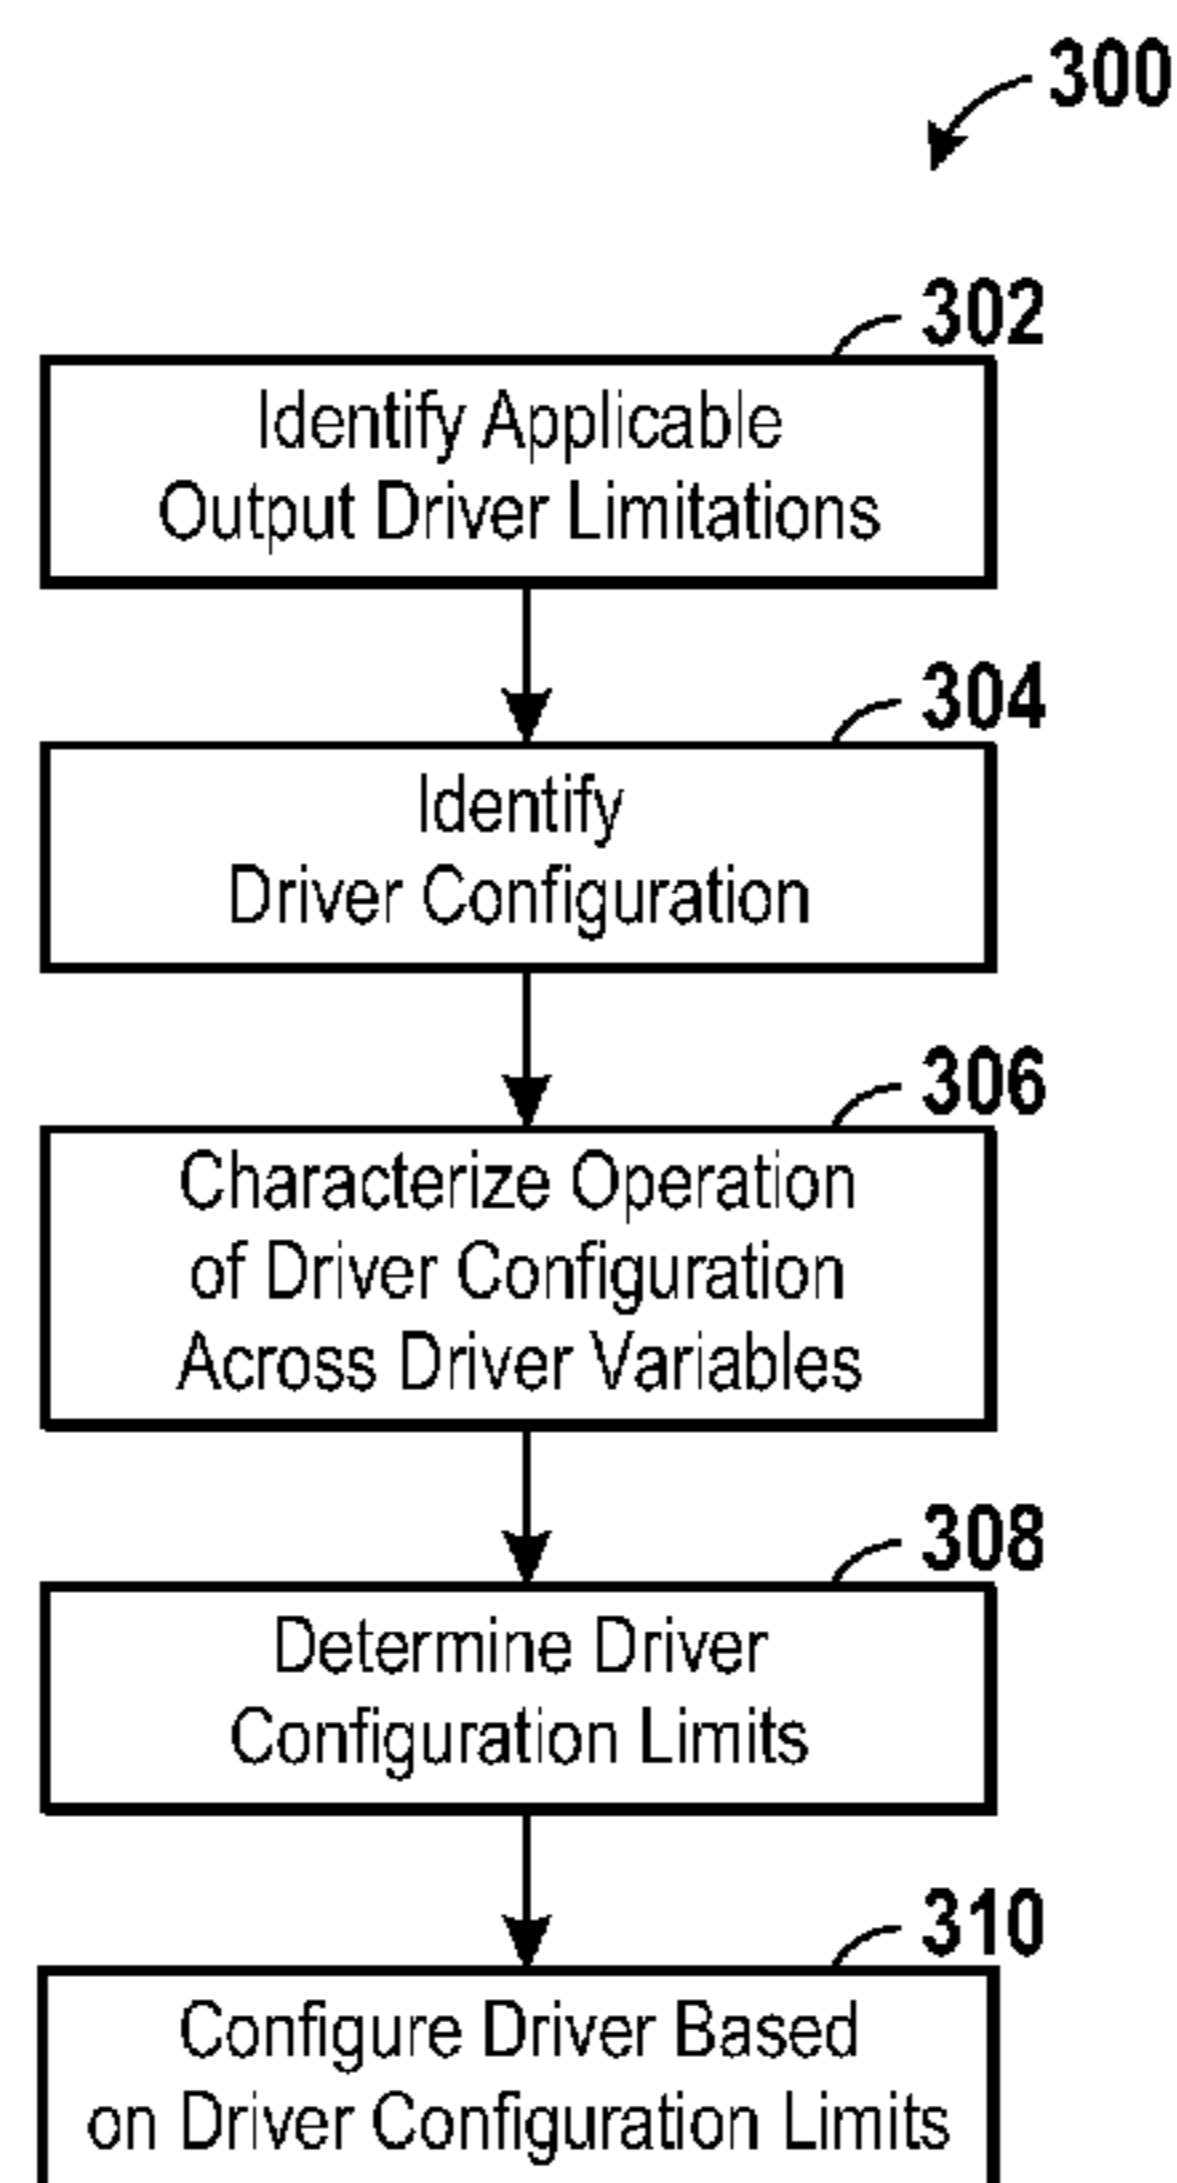 300
302
Identify Applicable
Output Driver Limitations
304
Identify
Driver Configuration
306
Characterize Operation
of Driver Configuration
Across Driver Variables
308
Determine Driver
Configuration Limits
310
Configure Driver Based
on Driver Configuration Limits